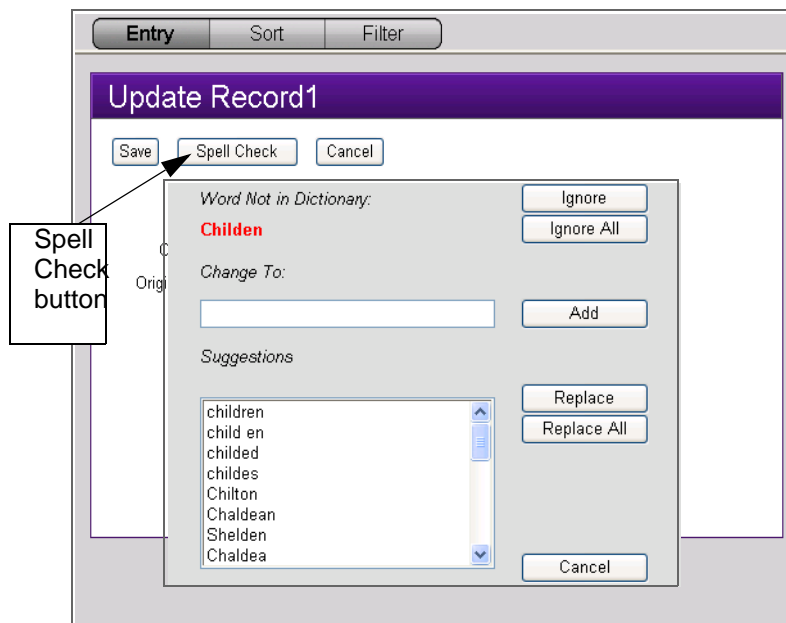 Entry Sort Filter
Update Record1
Save Spell Check Cancel
Spell
Check
button
Word Not in Dictionary:
Childen
Ignore
Ignore All
Change To:
Add
Suggestions
children
child en
childed
childes
Chilton
Chaldean
Shelden
Chaldea
Replace
Replace All
Cancel